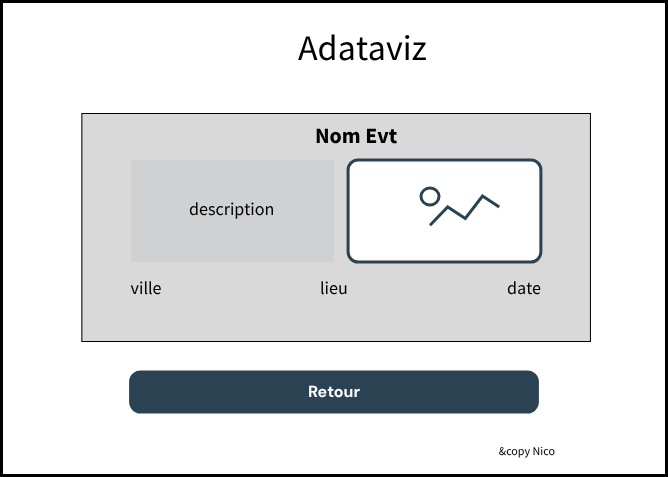 Adataviz
Nom Evt
description
ville lieu date
Retour
&copy Nico